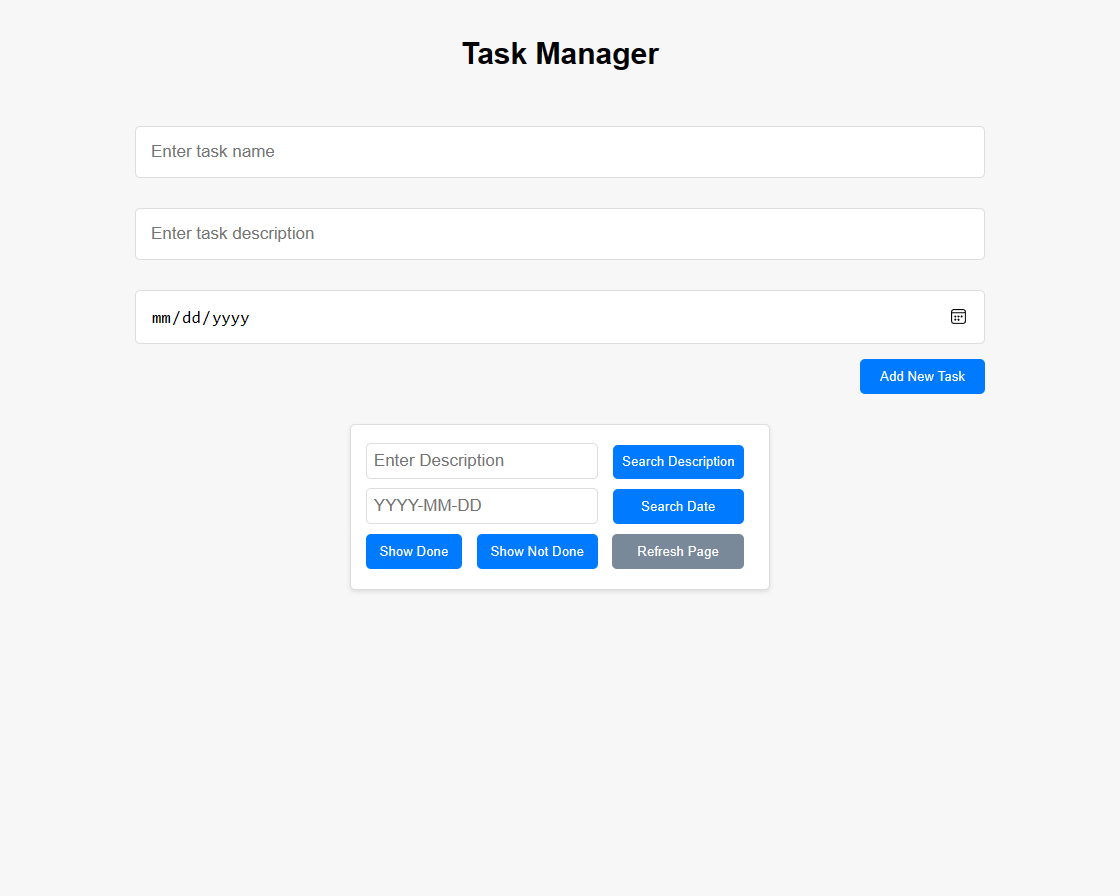 Task Manager
Enter task name
Enter task description
mm/dd/yyyy
Add New Task
Enter Description
Search Description
YYYY-MM-DD
Search Date
Show Done
Show Not Done
Refresh Page